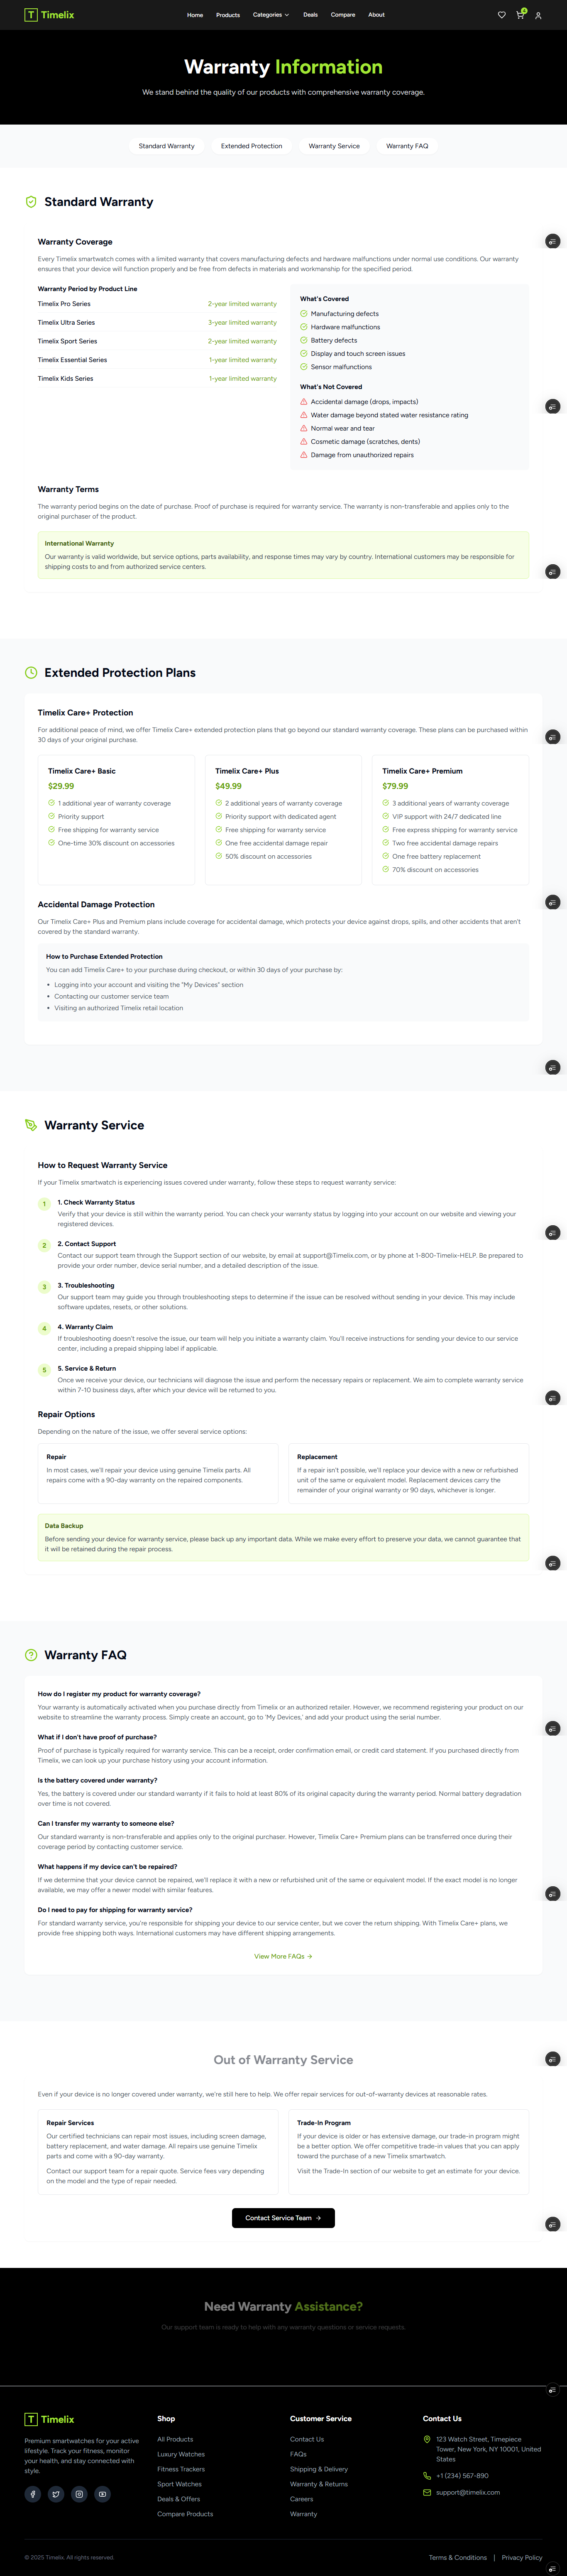 T Timelix
Home
Products
Categories
Deals
Compare
About
4
Warranty Information
We stand behind the quality of our products with comprehensive warranty coverage.
Standard Warranty
Extended Protection
Warranty Service
Warranty FAQ
Standard Warranty
Warranty Coverage
Every Timelix smartwatch comes with a limited warranty that covers manufacturing defects and hardware malfunctions under normal use conditions. Our warranty
ensures that your device will function properly and be free from defects in materials and workmanship for the specified period.
Warranty Period by Product Line
Timelix Pro Series 2-year limited warranty
Timelix Ultra Series 3-year limited warranty
Timelix Sport Series 2-year limited warranty
Timelix Essential Series 1-year limited warranty
Timelix Kids Series 1-year limited warranty
What's Covered
Manufacturing defects
Hardware malfunctions
Battery defects
Display and touch screen issues
Sensor malfunctions
What's Not Covered
Accidental damage (drops, impacts)
Water damage beyond stated water resistance rating
Normal wear and tear
Cosmetic damage (scratches, dents)
Damage from unauthorized repairs
Warranty Terms
The warranty period begins on the date of purchase. Proof of purchase is required for warranty service. The warranty is non-transferable and applies only to the
original purchaser of the product.
International Warranty
Our warranty is valid worldwide, but service options, parts availability, and response times may vary by country. International customers may be responsible for
shipping costs to and from authorized service centers.
Extended Protection Plans
Timelix Care+ Protection
For additional peace of mind, we offer Timelix Care+ extended protection plans that go beyond our standard warranty coverage. These plans can be purchased within
30 days of your original purchase.
Timelix Care+ Basic
$29.99
1 additional year of warranty coverage
Priority support
Free shipping for warranty service
One-time 30% discount on accessories
Timelix Care+ Plus
$49.99
2 additional years of warranty coverage
Priority support with dedicated agent
Free shipping for warranty service
One free accidental damage repair
50% discount on accessories
Timelix Care+ Premium
$79.99
3 additional years of warranty coverage
VIP support with 24/7 dedicated line
Free express shipping for warranty service
Two free accidental damage repairs
One free battery replacement
70% discount on accessories
Accidental Damage Protection
Our Timelix Care+ Plus and Premium plans include coverage for accidental damage, which protects your device against drops, spills, and other accidents that aren't
covered by the standard warranty.
How to Purchase Extended Protection
You can add Timelix Care+ to your purchase during checkout, or within 30 days of your purchase by:
• Logging into your account and visiting the "My Devices" section
• Contacting our customer service team
• Visiting an authorized Timelix retail location
Warranty Service
How to Request Warranty Service
If your Timelix smartwatch is experiencing issues covered under warranty, follow these steps to request warranty service:
1
1. Check Warranty Status
Verify that your device is still within the warranty period. You can check your warranty status by logging into your account on our website and viewing your
registered devices.
2
2. Contact Support
Contact our support team through the Support section of our website, by email at support@Timelix.com, or by phone at 1-800-Timelix-HELP. Be prepared to
provide your order number, device serial number, and a detailed description of the issue.
3
3. Troubleshooting
Our support team may guide you through troubleshooting steps to determine if the issue can be resolved without sending in your device. This may include
software updates, resets, or other solutions.
4
4. Warranty Claim
If troubleshooting doesn't resolve the issue, our team will help you initiate a warranty claim. You'll receive instructions for sending your device to our service
center, including a prepaid shipping label if applicable.
5
5. Service & Return
Once we receive your device, our technicians will diagnose the issue and perform the necessary repairs or replacement. We aim to complete warranty service
within 7-10 business days, after which your device will be returned to you.
Repair Options
Depending on the nature of the issue, we offer several service options:
Repair
In most cases, we'll repair your device using genuine Timelix parts. All
repairs come with a 90-day warranty on the repaired components.
Replacement
If a repair isn't possible, we'll replace your device with a new or refurbished
unit of the same or equivalent model. Replacement devices carry the
remainder of your original warranty or 90 days, whichever is longer.
Data Backup
Before sending your device for warranty service, please back up any important data. While we make every effort to preserve your data, we cannot guarantee that
it will be retained during the repair process.
Warranty FAQ
How do I register my product for warranty coverage?
Your warranty is automatically activated when you purchase directly from Timelix or an authorized retailer. However, we recommend registering your product on our
website to streamline the warranty process. Simply create an account, go to 'My Devices,' and add your product using the serial number.
What if I don't have proof of purchase?
Proof of purchase is typically required for warranty service. This can be a receipt, order confirmation email, or credit card statement. If you purchased directly from
Timelix, we can look up your purchase history using your account information.
Is the battery covered under warranty?
Yes, the battery is covered under our standard warranty if it fails to hold at least 80% of its original capacity during the warranty period. Normal battery degradation
over time is not covered.
Can I transfer my warranty to someone else?
Our standard warranty is non-transferable and applies only to the original purchaser. However, Timelix Care+ Premium plans can be transferred once during their
coverage period by contacting customer service.
What happens if my device can't be repaired?
If we determine that your device cannot be repaired, we'll replace it with a new or refurbished unit of the same or equivalent model. If the exact model is no longer
available, we may offer a newer model with similar features.
Do I need to pay for shipping for warranty service?
For standard warranty service, you're responsible for shipping your device to our service center, but we cover the return shipping. With Timelix Care+ plans, we
provide free shipping both ways. International customers may have different shipping arrangements.
View More FAQs →
Out of Warranty Service
Even if your device is no longer covered under warranty, we're still here to help. We offer repair services for out-of-warranty devices at reasonable rates.
Repair Services
Our certified technicians can repair most issues, including screen damage,
battery replacement, and water damage. All repairs use genuine Timelix
parts and come with a 90-day warranty.
Contact our support team for a repair quote. Service fees vary depending
on the model and the type of repair needed.
Trade-In Program
If your device is older or has extensive damage, our trade-in program might
be a better option. We offer competitive trade-in values that you can apply
toward the purchase of a new Timelix smartwatch.
Visit the Trade-In section of our website to get an estimate for your device.
Contact Service Team →
Need Warranty Assistance?
Our support team is ready to help with any warranty questions or service requests.
T Timelix
Premium smartwatches for your active
lifestyle. Track your fitness, monitor
your health, and stay connected with
style.
Shop
All Products
Luxury Watches
Fitness Trackers
Sport Watches
Deals & Offers
Compare Products
Customer Service
Contact Us
FAQs
Shipping & Delivery
Warranty & Returns
Careers
Warranty
Contact Us
123 Watch Street, Timepiece
Tower, New York, NY 10001, United
States
+1 (234) 567-890
support@timelix.com
© 2025 Timelix. All rights reserved.
Terms & Conditions | Privacy Policy